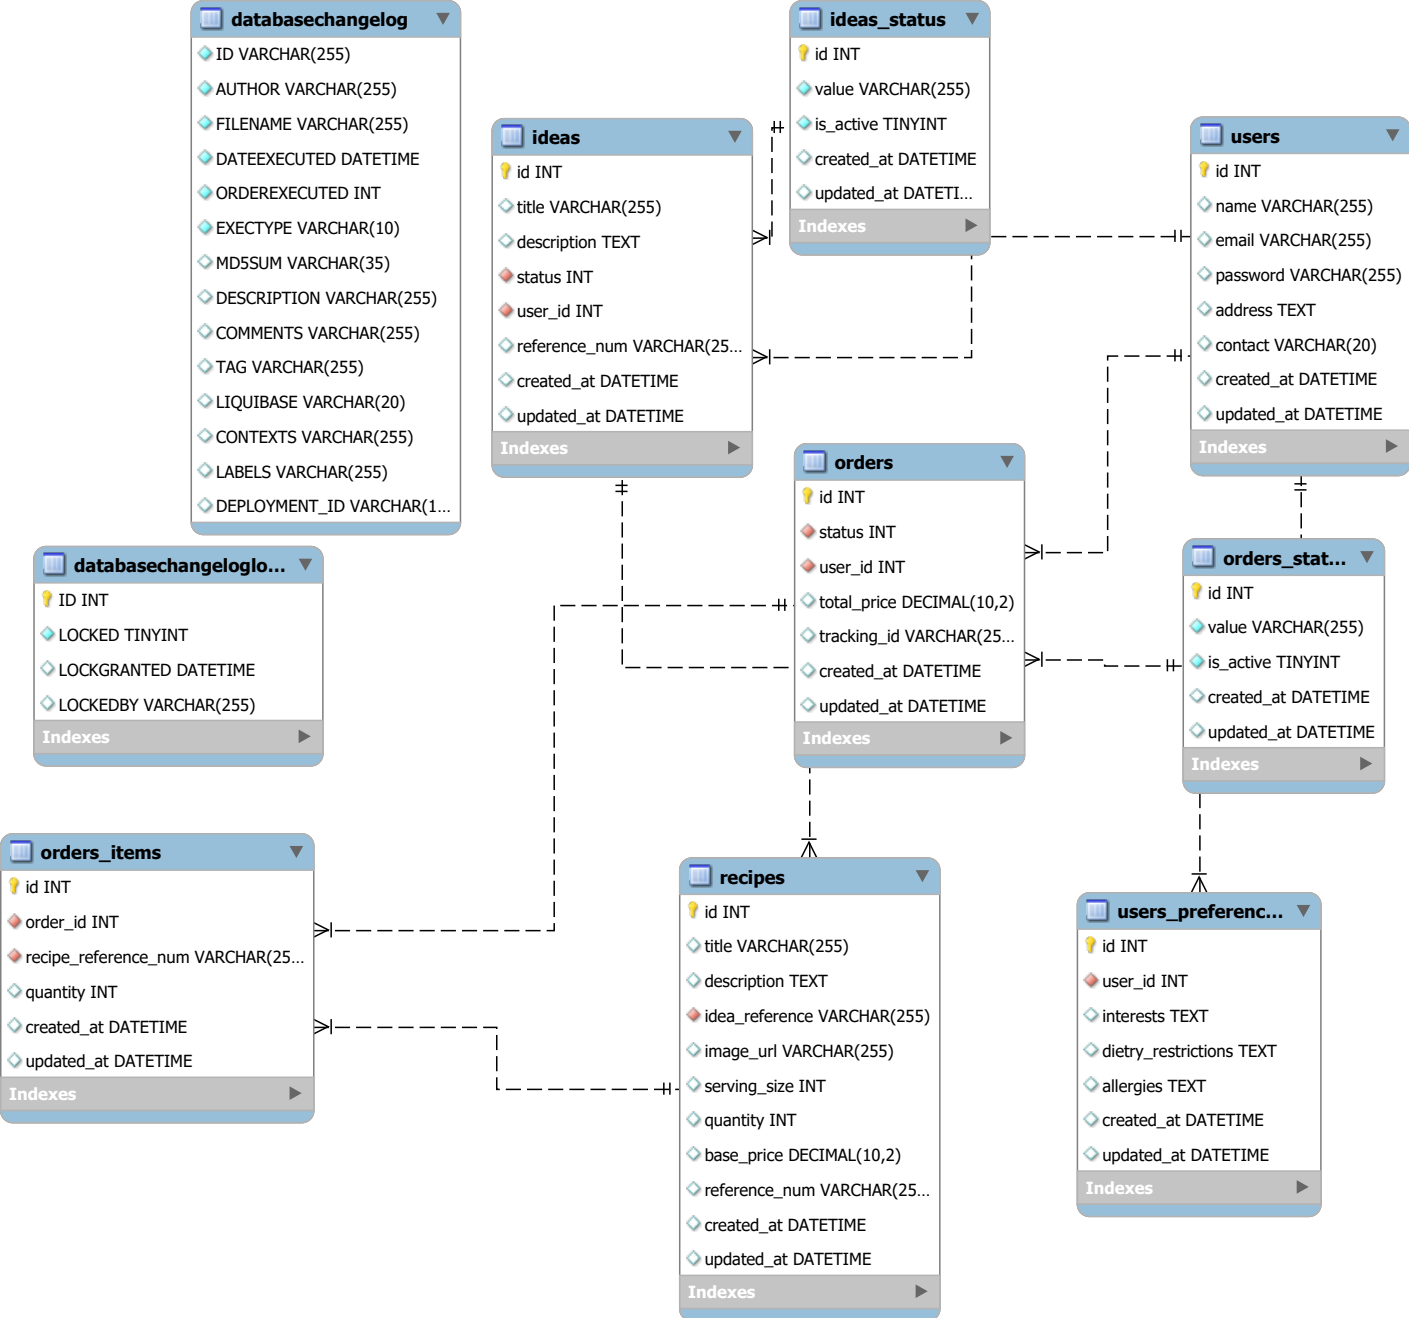 databasechangelog
ID VARCHAR(255)
AUTHOR VARCHAR(255)
FILENAME VARCHAR(255)
DATEEXECUTED DATETIME
ORDEREXECUTED INT
EXECTYPE VARCHAR(10)
MD5SUM VARCHAR(35)
DESCRIPTION VARCHAR(255)
COMMENTS VARCHAR(255)
TAG VARCHAR(255)
LIQUIBASE VARCHAR(20)
CONTEXTS VARCHAR(255)
LABELS VARCHAR(255)
DEPLOYMENT_ID VARCHAR(1...
ideas_status
id INT
value VARCHAR(255)
is_active TINYINT
created_at DATETIME
updated_at DATETI...
Indexes
ideas
id INT
title VARCHAR(255)
description TEXT
status INT
user_id INT
reference_num VARCHAR(25...
created_at DATETIME
updated_at DATETIME
Indexes
users
id INT
name VARCHAR(255)
email VARCHAR(255)
password VARCHAR(255)
address TEXT
contact VARCHAR(20)
created_at DATETIME
updated_at DATETIME
Indexes
orders
id INT
status INT
user_id INT
total_price DECIMAL(10,2)
tracking_id VARCHAR(25...
created_at DATETIME
updated_at DATETIME
Indexes
databasechangeloglo...
ID INT
LOCKED TINYINT
LOCKGRANTED DATETIME
LOCKEDBY VARCHAR(255)
Indexes
orders_stat...
id INT
value VARCHAR(255)
is_active TINYINT
created_at DATETIME
updated_at DATETIME
Indexes
orders_items
id INT
order_id INT
recipe_reference_num VARCHAR(25...
quantity INT
created_at DATETIME
updated_at DATETIME
Indexes
recipes
id INT
title VARCHAR(255)
description TEXT
idea_reference VARCHAR(255)
image_url VARCHAR(255)
serving_size INT
quantity INT
base_price DECIMAL(10,2)
reference_num VARCHAR(25...
created_at DATETIME
updated_at DATETIME
Indexes
users_preferenc...
id INT
user_id INT
interests TEXT
dietry_restrictions TEXT
allergies TEXT
created_at DATETIME
updated_at DATETIME
Indexes